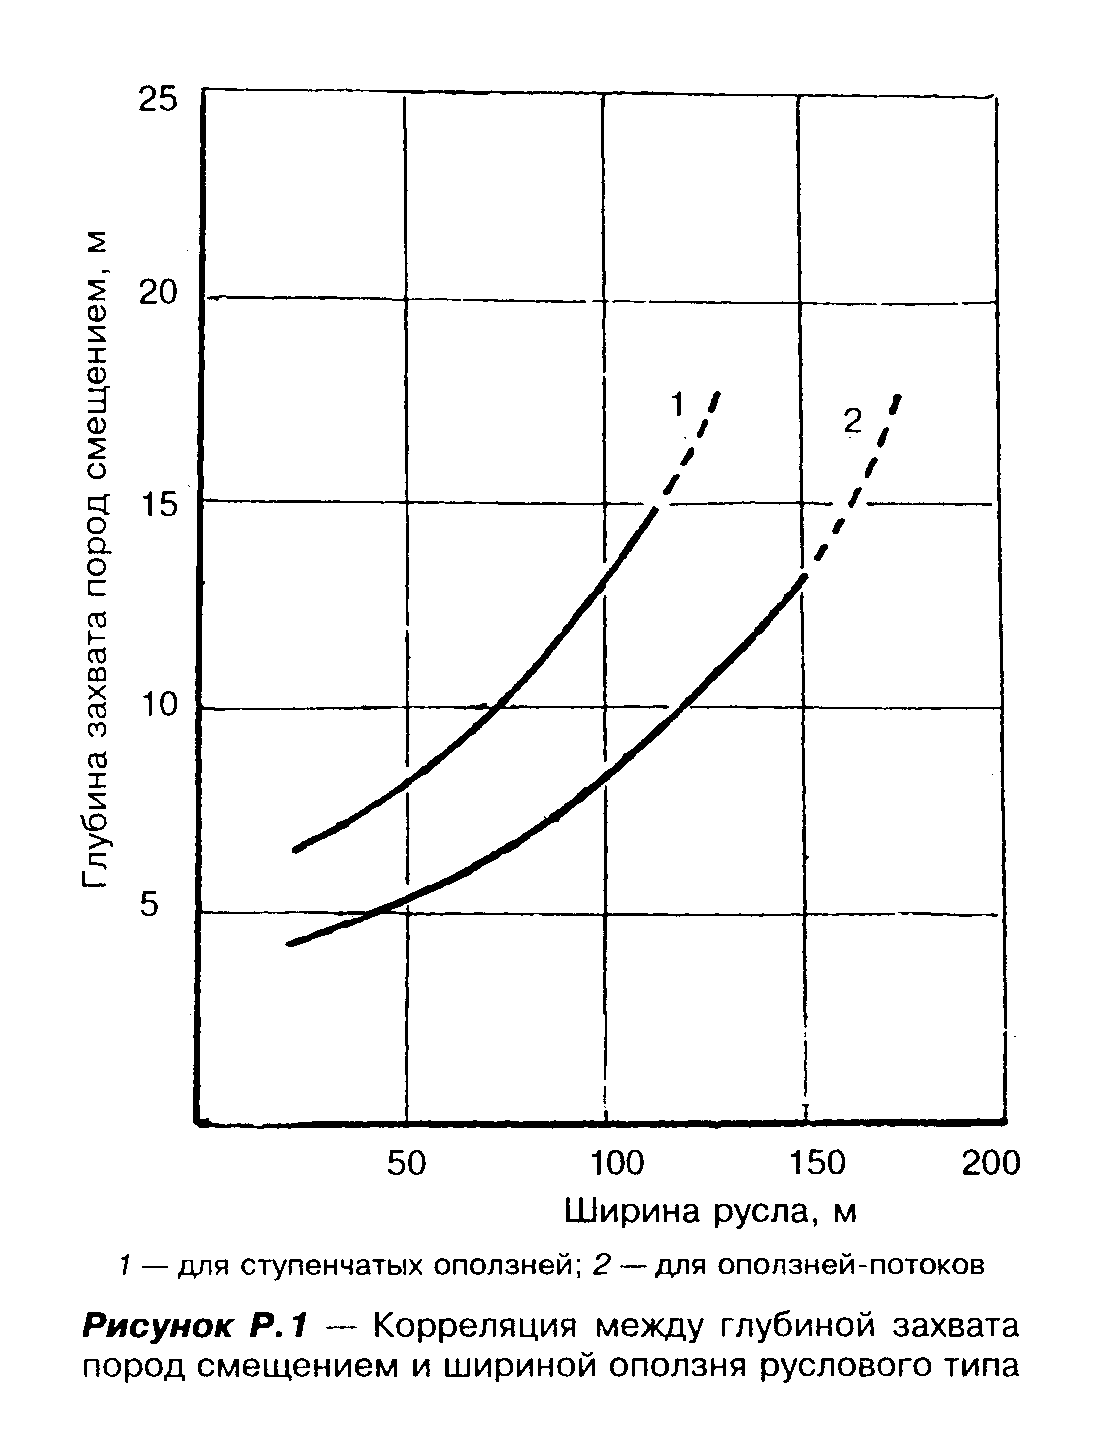 25
20
15
10
5
Глубина захвата пород смещением, м
1
2
50 100 150 200
Ширина русла, м
1 — для ступенчатых оползней; 2 — для оползней-потоков
Рисунок Р.1 — Корреляция между глубиной захвата
пород смещением и шириной оползня руслового типа